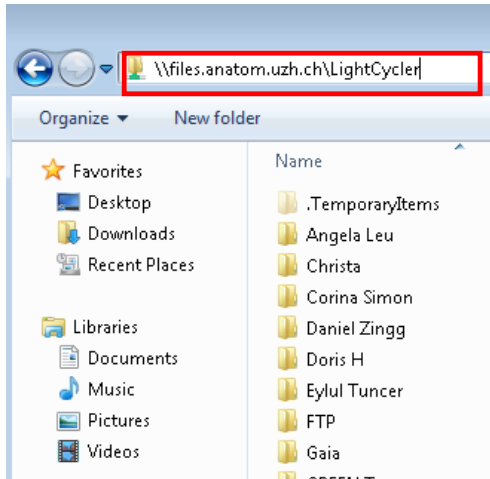 \\files.anatom.uzh.ch\LightCycler
Organize
New folder
Favorites
Desktop
Downloads
Recent Places
Libraries
Documents
Music
Pictures
Videos
Name
.TemporaryItems
Angela Leu
Christa
Corina Simon
Daniel Zingg
Doris H
Eylul Tuncer
FTP
Gaia